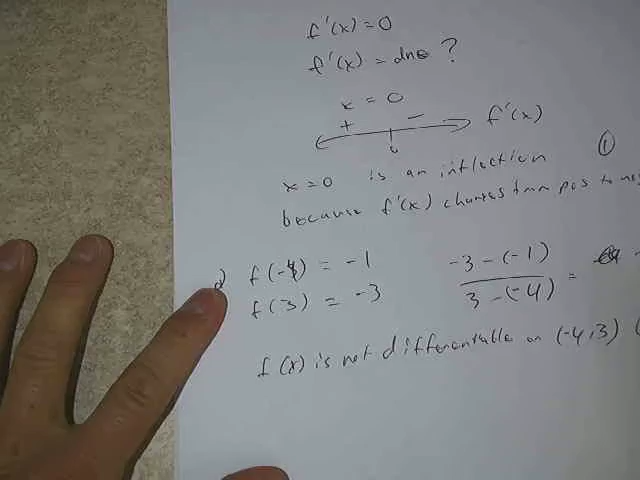 f'(x) = 0
f'(x) = dne ?
x = 0
+ − f'(x)
0
x = 0 is an inflection ①
because f'(x) changes from pos to neg
d) f(-4) = -1
f(-3) = -3
-3-(-1) / 3-(-4) =
f(x) is not differentiable on (-4,3) (